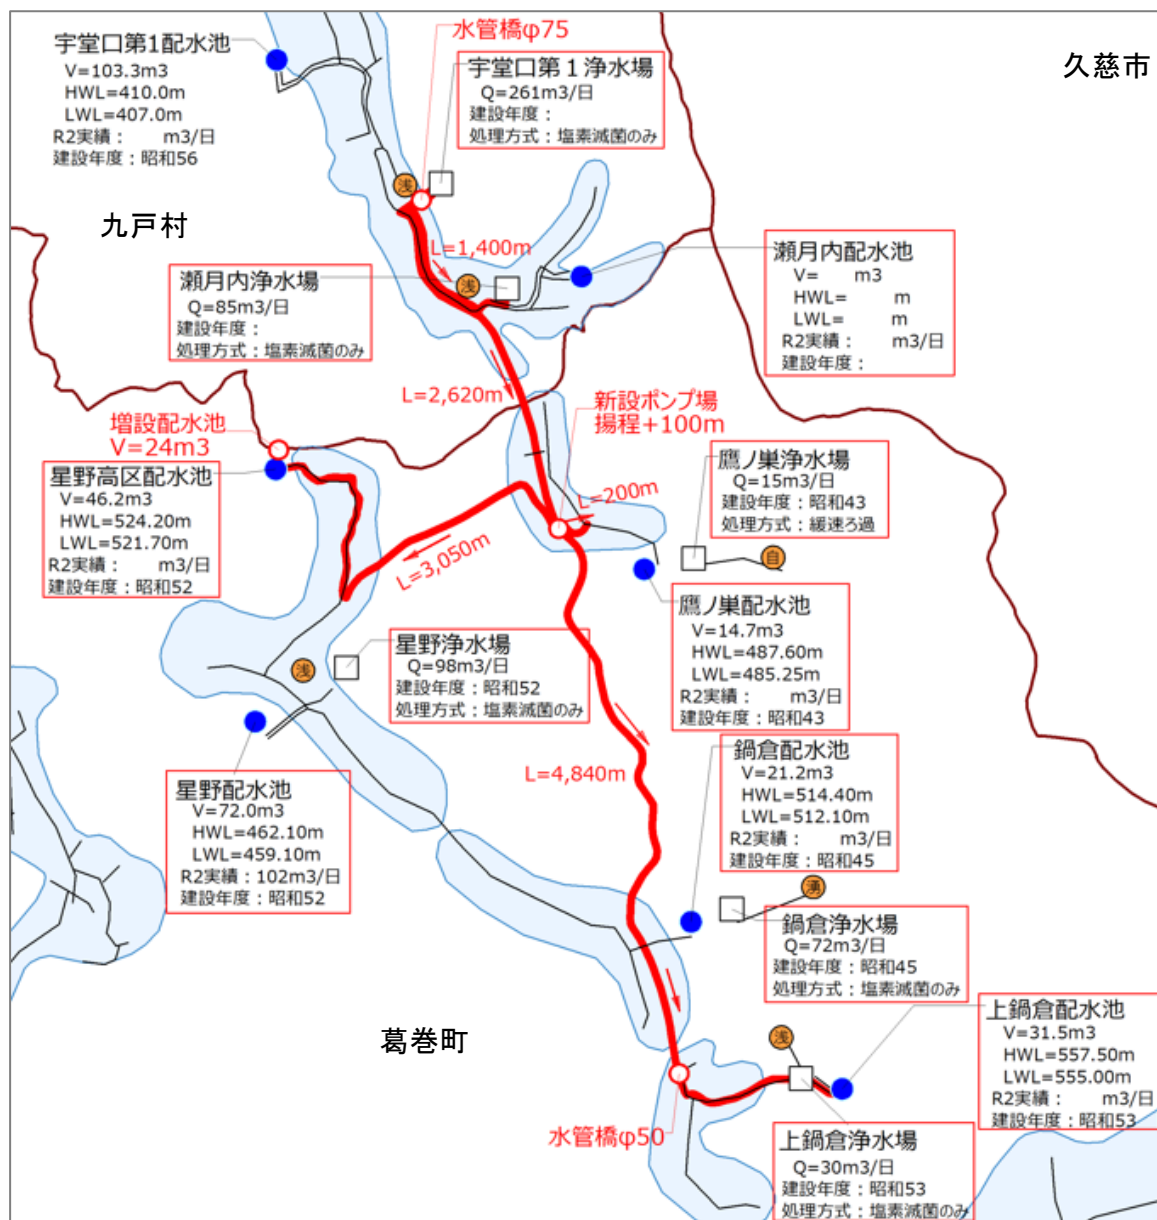 水管橋φ75
宇堂口第1配水池
V=103.3m3
HWL=410.0m
LWL=407.0m
R2実績： m3/日
建設年度：昭和56
宇堂口第１浄水場
Q=261m3/日
建設年度：
処理方式：塩素滅菌のみ
久慈市
九戸村
浅
L=1,400m
瀬月内配水池
V= m3
HWL= m
LWL= m
R2実績： m3/日
建設年度：
瀬月内浄水場
Q=85m3/日
建設年度：
処理方式：塩素滅菌のみ
浅
L=2,620m
新設ポンプ場
揚程+100m
増設配水池
V=24m3
星野高区配水池
V=46.2m3
HWL=524.20m
LWL=521.70m
R2実績： m3/日
建設年度：昭和52
鷹ノ巣浄水場
Q=15m3/日
建設年度：昭和43
処理方式：緩速ろ過
L=200m
自
L=3,050m
鷹ノ巣配水池
V=14.7m3
HWL=487.60m
LWL=485.25m
R2実績： m3/日
建設年度：昭和43
星野浄水場
Q=98m3/日
建設年度：昭和52
処理方式：塩素滅菌のみ
浅
鍋倉配水池
V=21.2m3
HWL=514.40m
LWL=512.10m
R2実績： m3/日
建設年度：昭和45
L=4,840m
星野配水池
V=72.0m3
HWL=462.10m
LWL=459.10m
R2実績：102m3/日
建設年度：昭和52
湧
鍋倉浄水場
Q=72m3/日
建設年度：昭和45
処理方式：塩素滅菌のみ
葛巻町
上鍋倉配水池
V=31.5m3
HWL=557.50m
LWL=555.00m
R2実績： m3/日
建設年度：昭和53
浅
水管橋φ50
上鍋倉浄水場
Q=30m3/日
建設年度：昭和53
処理方式：塩素滅菌のみ